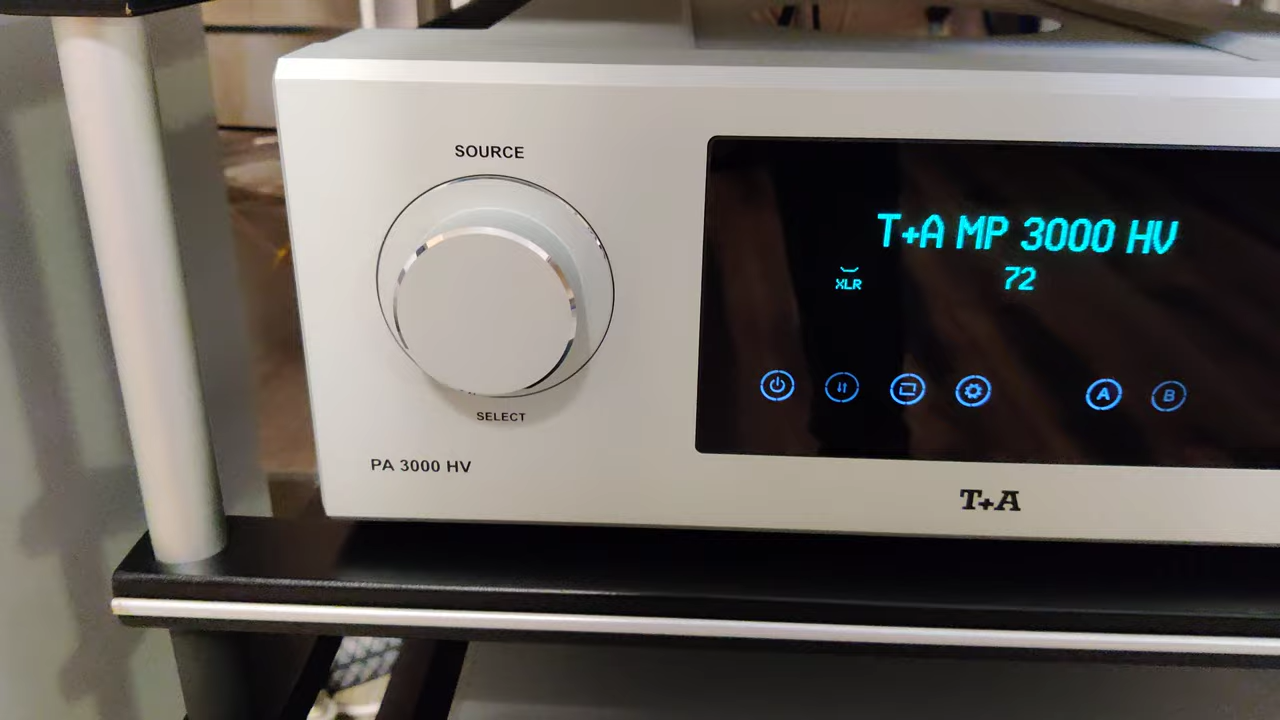 SOURCE
T+A MP 3000 HV
XLR
72
A
B
SELECT
PA 3000 HV
T+A